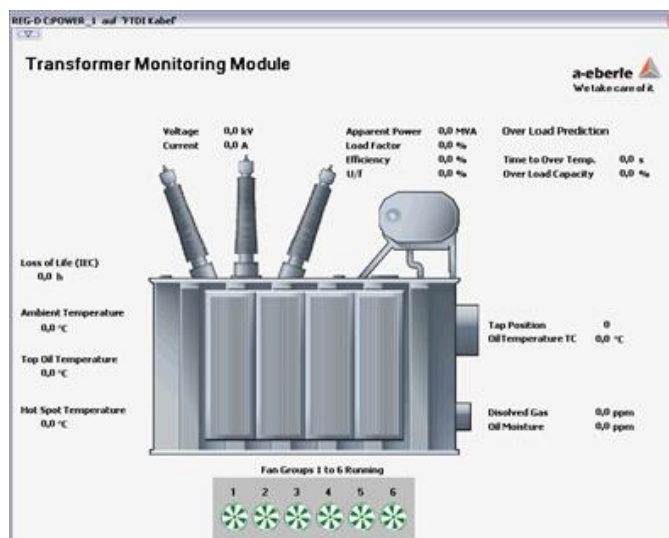 REG-D C:POWER_1 auf 'FTDI Kabel'
Transformer Monitoring Module
a-eberle
We take care of it.
Voltage 0,0 kV
Current 0,0 A
Apparent Power 0,0 MVA
Load Factor 0,0 %
Efficiency 0,0 %
U/f 0,0 %
Over Load Prediction
Time to Over Temp. 0,0 s
Over Load Capacity 0,0 %
Loss of Life (IEC)
0,0 h
Ambient Temperature
0,0 °C
Top Oil Temperature
0,0 °C
Hot Spot Temperature
0,0 °C
Tap Position 0
Oil Temperature TC 0,0 °C
Disolved Gas 0,0 ppm
Oil Moisture 0,0 ppm
Fan Groups 1 to 6 Running
1 2 3 4 5 6